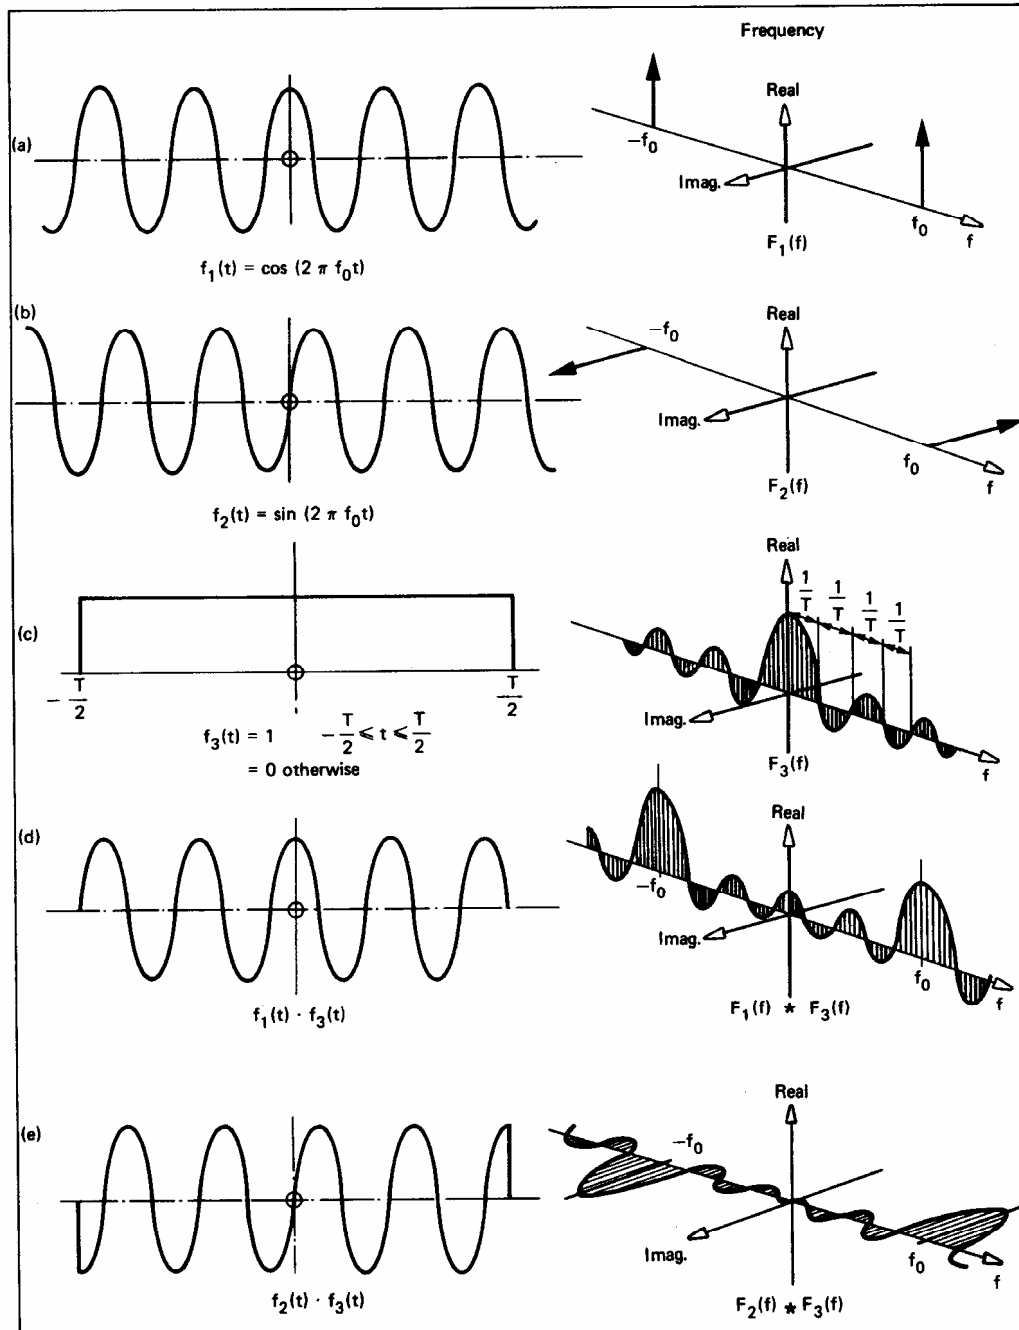 Frequency
(a)
Real
-f₀
Imag.
f₀
f
F₁(f)
f₁(t) = cos (2 π f₀t)
(b)
Real
-f₀
Imag.
f₀
f
F₂(f)
f₂(t) = sin (2 π f₀t)
(c)
Real
1/T 1/T 1/T 1/T
- T/2
T/2
Imag.
f
F₃(f)
f₃(t) = 1 -T/2 ⩽ t ⩽ T/2
= 0 otherwise
(d)
Real
-f₀
Imag.
f₀
f
F₁(f) * F₃(f)
f₁(t) · f₃(t)
(e)
Real
-f₀
Imag.
f₀
f
F₂(f) * F₃(f)
f₂(t) · f₃(t)